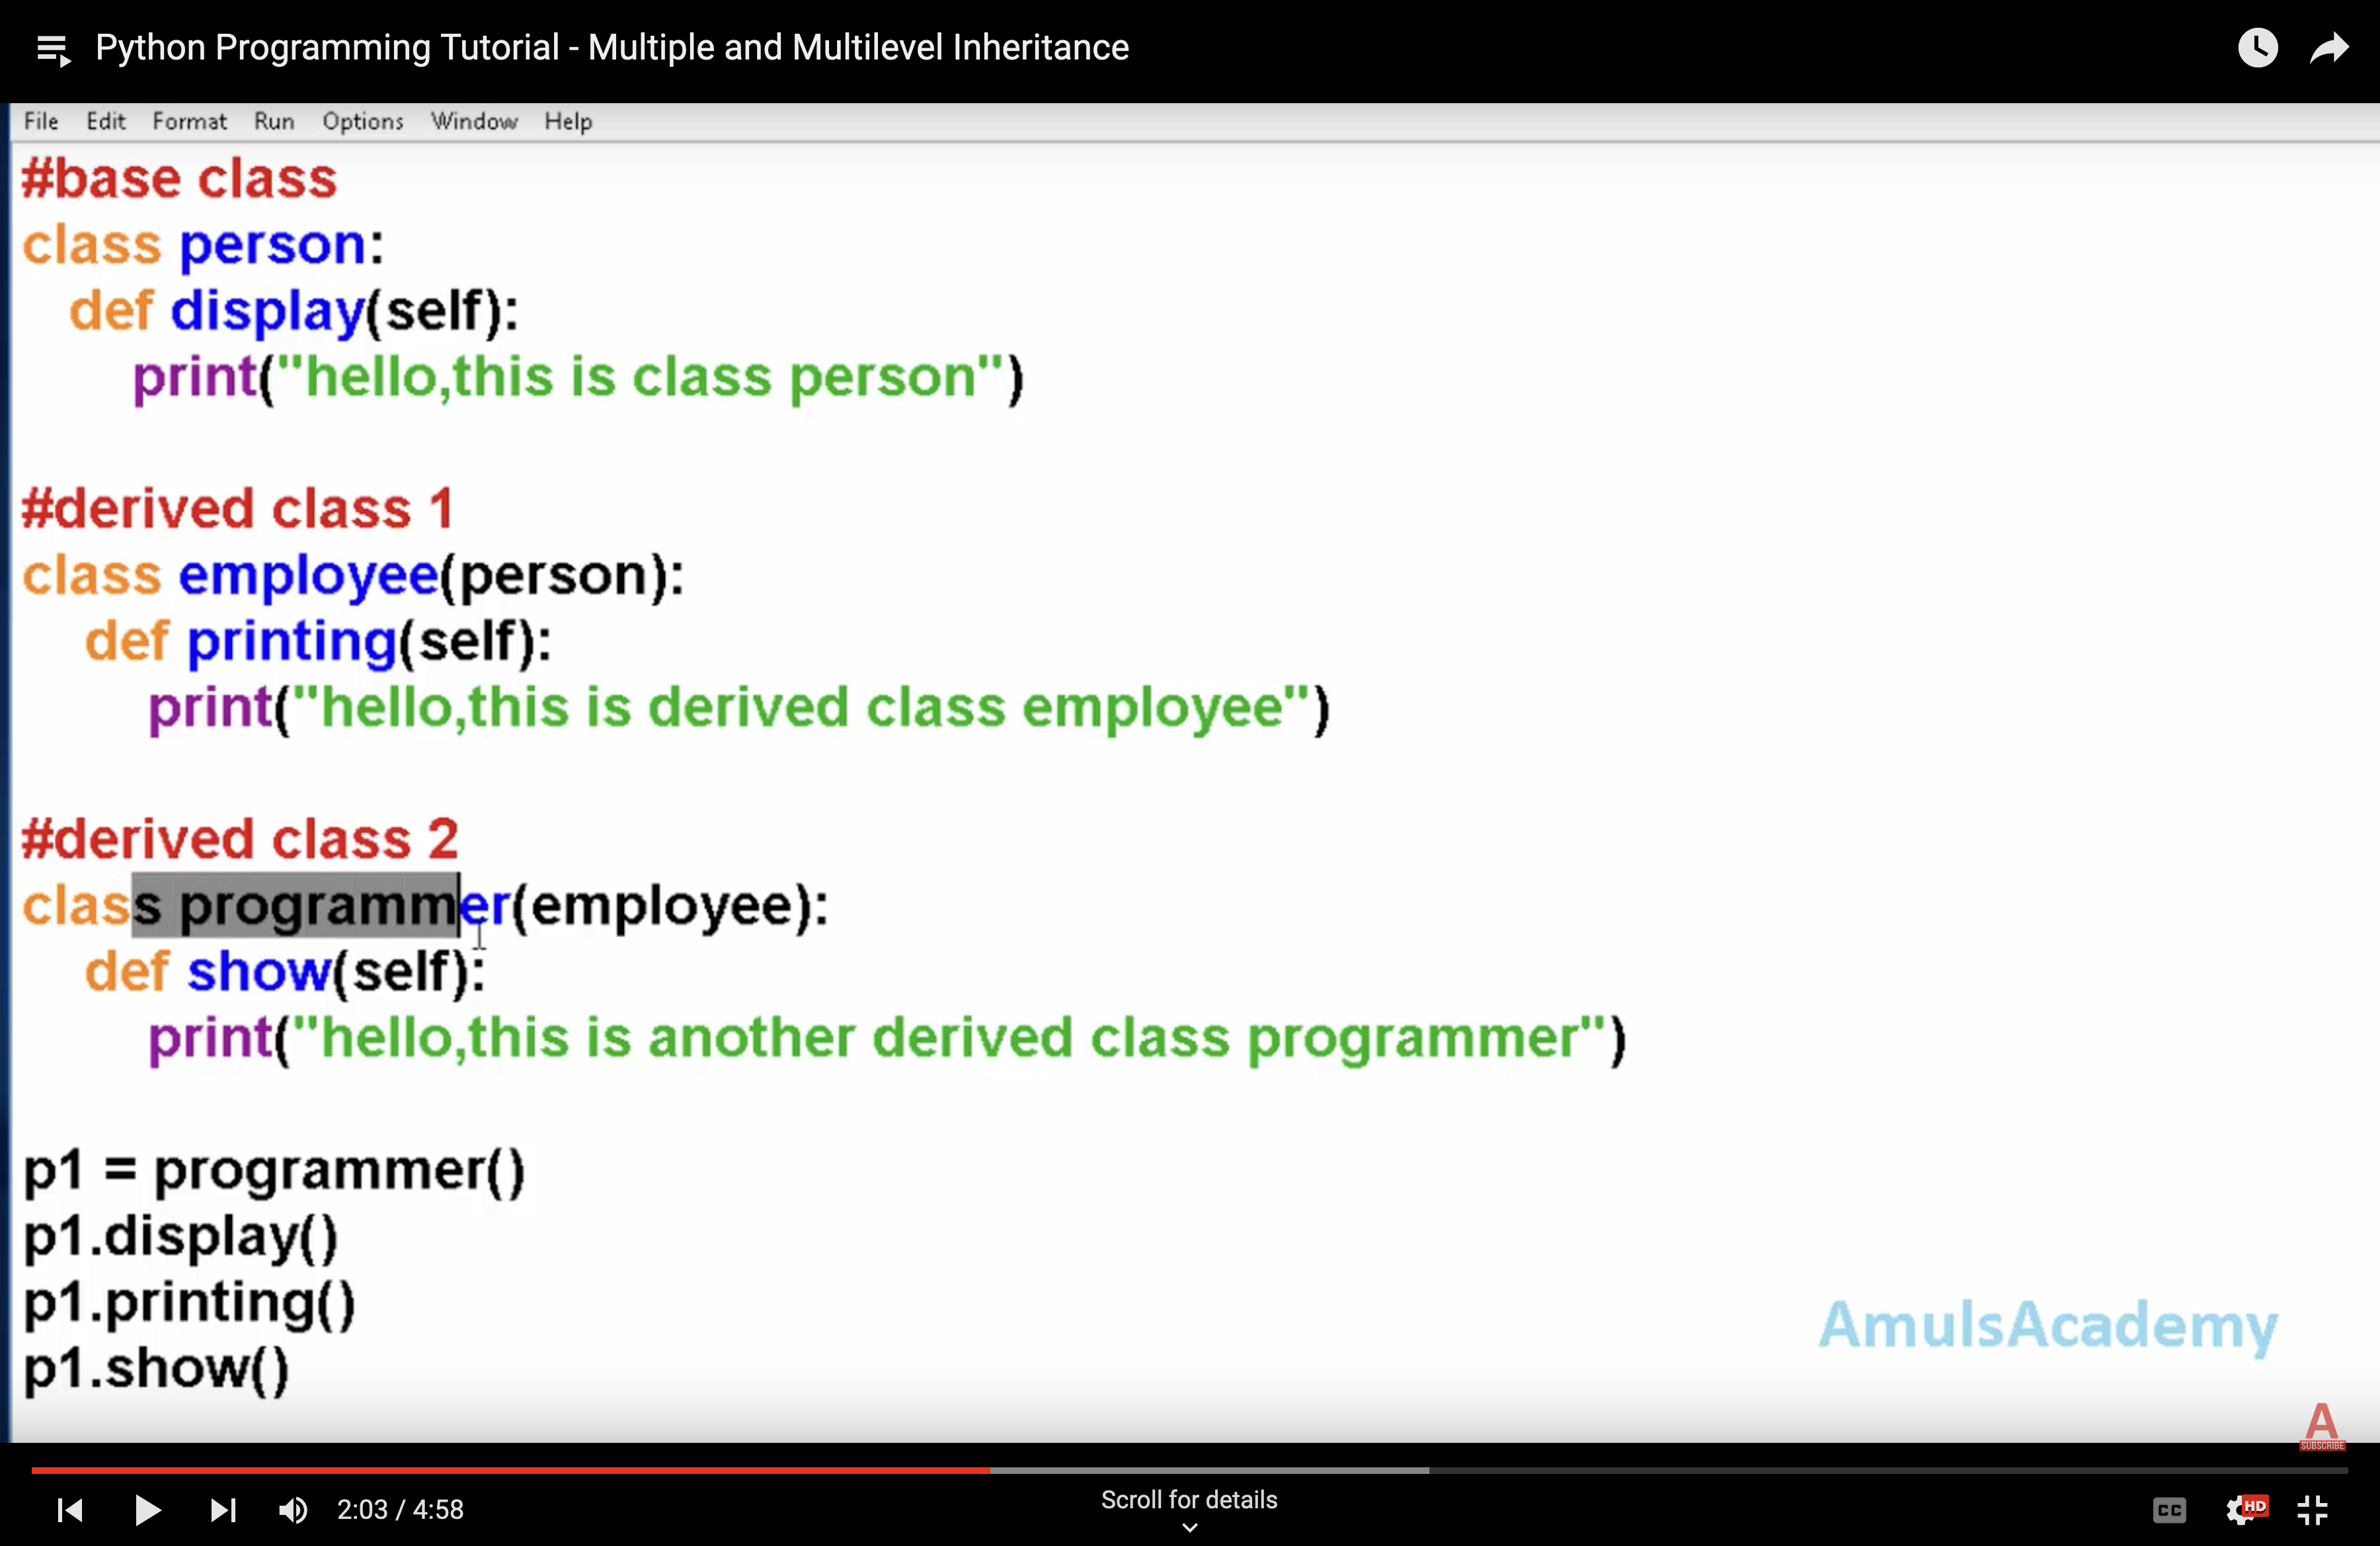 Python Programming Tutorial - Multiple and Multilevel Inheritance
File Edit Format Run Options Window Help
#base class
class person:
def display(self):
print("hello,this is class person")
#derived class 1
class employee(person):
def printing(self):
print("hello,this is derived class employee")
#derived class 2
class programmer(employee):
def show(self):
print("hello,this is another derived class programmer")
p1 = programmer()
p1.display()
p1.printing()
p1.show()
AmulsAcademy
A
SUBSCRIBE
2:03 / 4:58
Scroll for details
CC
HD